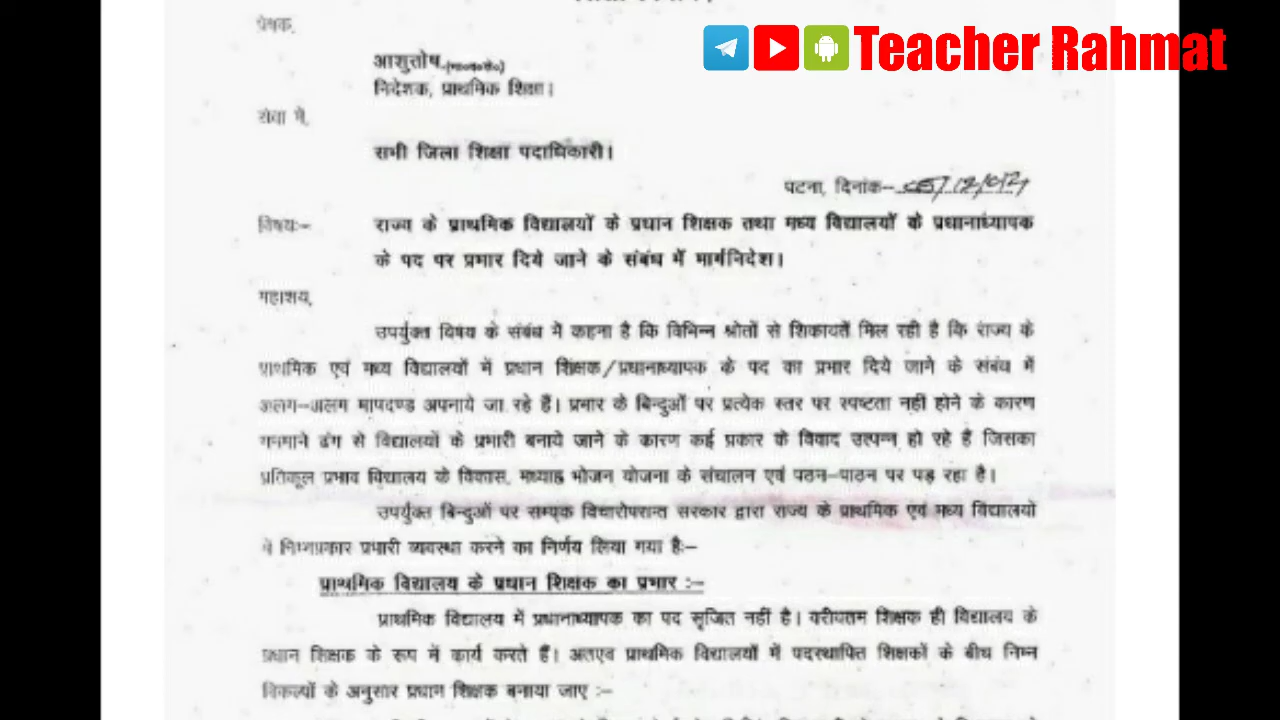 Teacher Rahmat
प्रेषक,
आशुतोष,(भा०व०से०)
निदेशक, प्राथमिक शिक्षा।
सेवा में,
सभी जिला शिक्षा पदाधिकारी।
पटना, दिनांक–
विषयः– राज्य के प्राथमिक विद्यालयों के प्रधान शिक्षक तथा मध्य विद्यालयों के प्रधानाध्यापक
के पद पर प्रभार दिये जाने के संबंध में मार्गनिदेश।
महाशय,
उपर्युक्त विषय के संबंध में कहना है कि विभिन्न श्रोतों से शिकायतें मिल रही है कि राज्य के
प्राथमिक एवं मध्य विद्यालयों में प्रधान शिक्षक/प्रधानाध्यापक के पद का प्रभार दिये जाने के संबंध में
अलग–अलग मापदण्ड अपनाये जा रहे हैं। प्रभार के बिन्दुओं पर प्रत्येक स्तर पर स्पष्टता नहीं होने के कारण
मनमाने ढंग से विद्यालयों के प्रभारी बनाये जाने के कारण कई प्रकार के विवाद उत्पन्न हो रहे हैं जिसका
प्रतिकूल प्रभाव विद्यालय के विकास, मध्याह्न भोजन योजना के संचालन एवं पठन–पाठन पर पड़ रहा है।
उपर्युक्त बिन्दुओं पर सम्यक विचारोपरान्त सरकार द्वारा राज्य के प्राथमिक एवं मध्य विद्यालयों
में निम्नप्रकार प्रभारी व्यवस्था करने का निर्णय लिया गया हैः–
प्राथमिक विद्यालय के प्रधान शिक्षक का प्रभार :–
प्राथमिक विद्यालय में प्रधानाध्यापक का पद सृजित नहीं है। वरीयतम शिक्षक ही विद्यालय के
प्रधान शिक्षक के रूप में कार्य करते हैं। अतएव प्राथमिक विद्यालयों में पदस्थापित शिक्षकों के बीच निम्न
विकल्पों के अनुसार प्रधान शिक्षक बनाया जाए :–